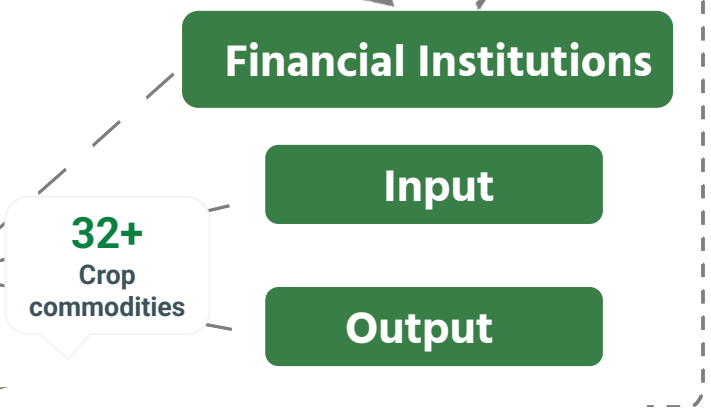 Financial Institutions
Input
32+
Crop
commodities
Output